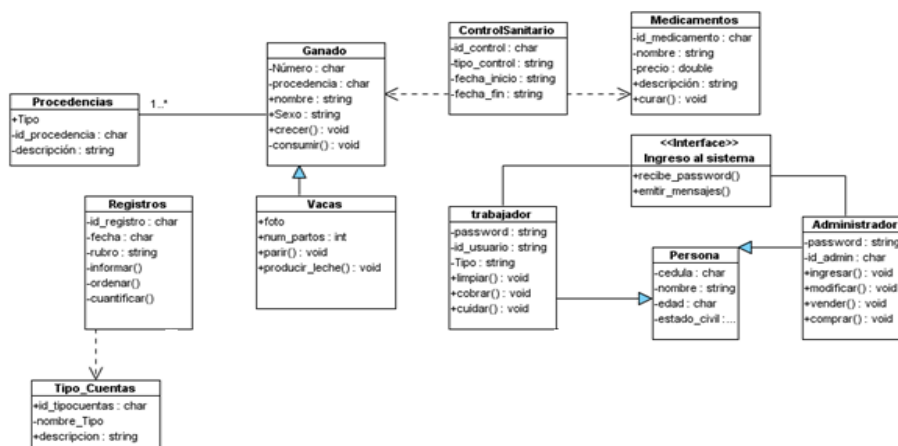 Ganado
-Número : char
-procedencia : char
+nombre : string
+Sexo : string
+crecer() : void
-consumir() : void
ControlSanitario
-id_control : char
-tipo_control : string
-fecha_inicio : string
-fecha_fin : string
Medicamentos
-id_medicamento : char
-nombre : string
-precio : double
+descripción : string
+curar() : void
Procedencias
+Tipo
-id_procedencia : char
-descripción : string
1..*
<<Interface>>
Ingreso al sistema
+recibe_password()
+emitir_mensajes()
Registros
-id_registro : char
-fecha : char
-rubro : string
-informar()
-ordenar()
-cuantificar()
Vacas
+foto
+num_partos : int
+parir() : void
+producir_leche() : void
trabajador
-password : string
-id_usuario : string
-Tipo : string
+limpiar() : void
+cobrar() : void
+cuidar() : void
Persona
-cedula : char
-nombre : string
-edad : char
-estado_civil :...
Administrador
-password : string
-id_admin : char
+ingresar() : void
+modificar() : void
+vender() : void
+comprar() : void
Tipo_Cuentas
+id_tipocuentas : char
-nombre_Tipo
+descripcion : string